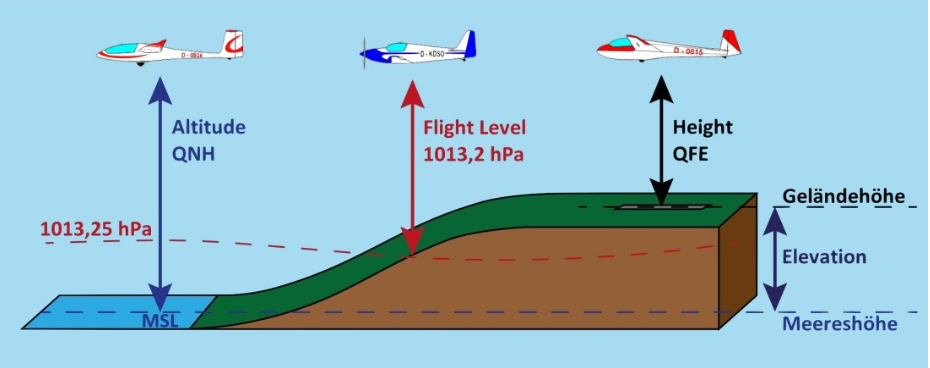 D - 0816
D - KDSO
D - 0815
Altitude
QNH
Flight Level
1013,2 hPa
Height
QFE
Geländehöhe
1013,25 hPa
Elevation
MSL
Meereshöhe